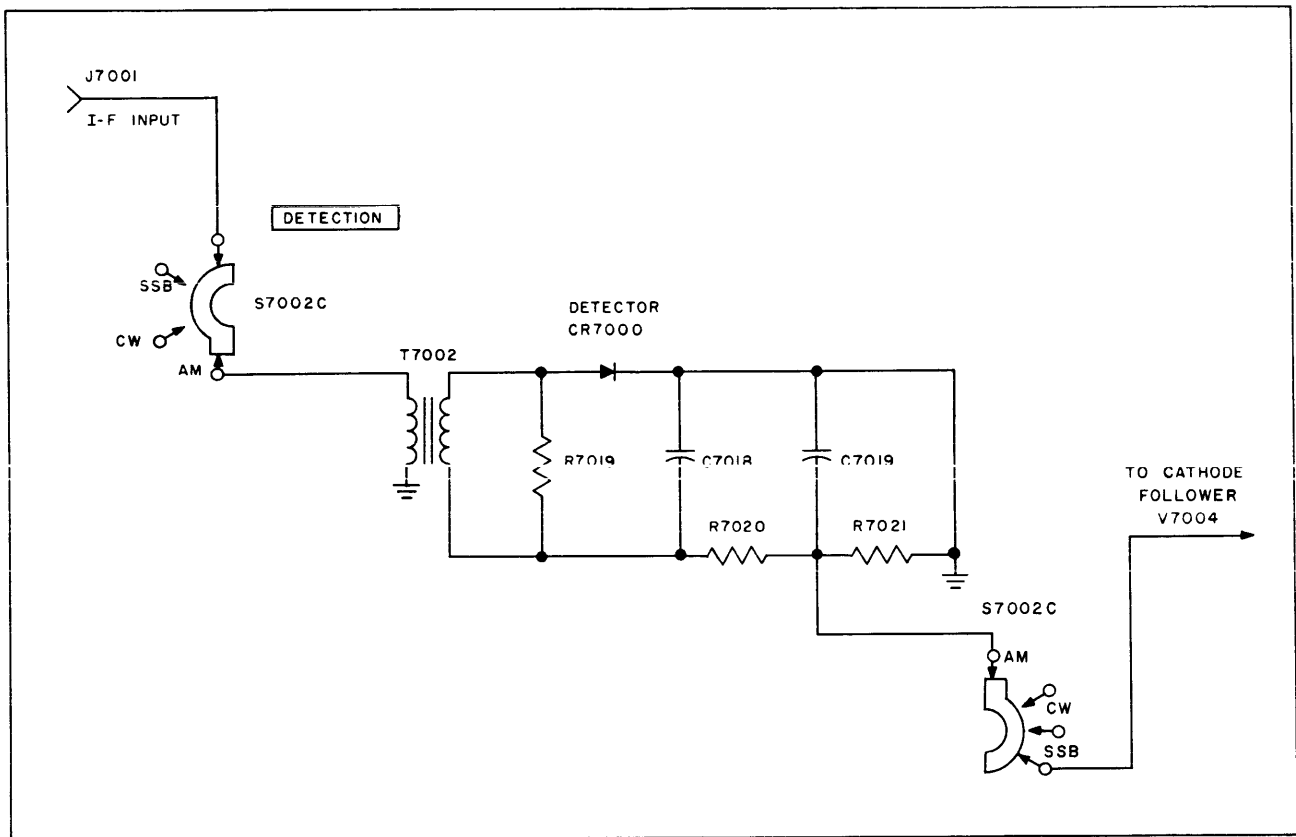 J7001
I-F INPUT
DETECTION
SSB
S7002C
CW
AM
DETECTOR
CR7000
T7002
R7019
C7018
C7019
R7020
R7021
TO CATHODE
FOLLOWER
V7004
S7002C
AM
CW
SSB